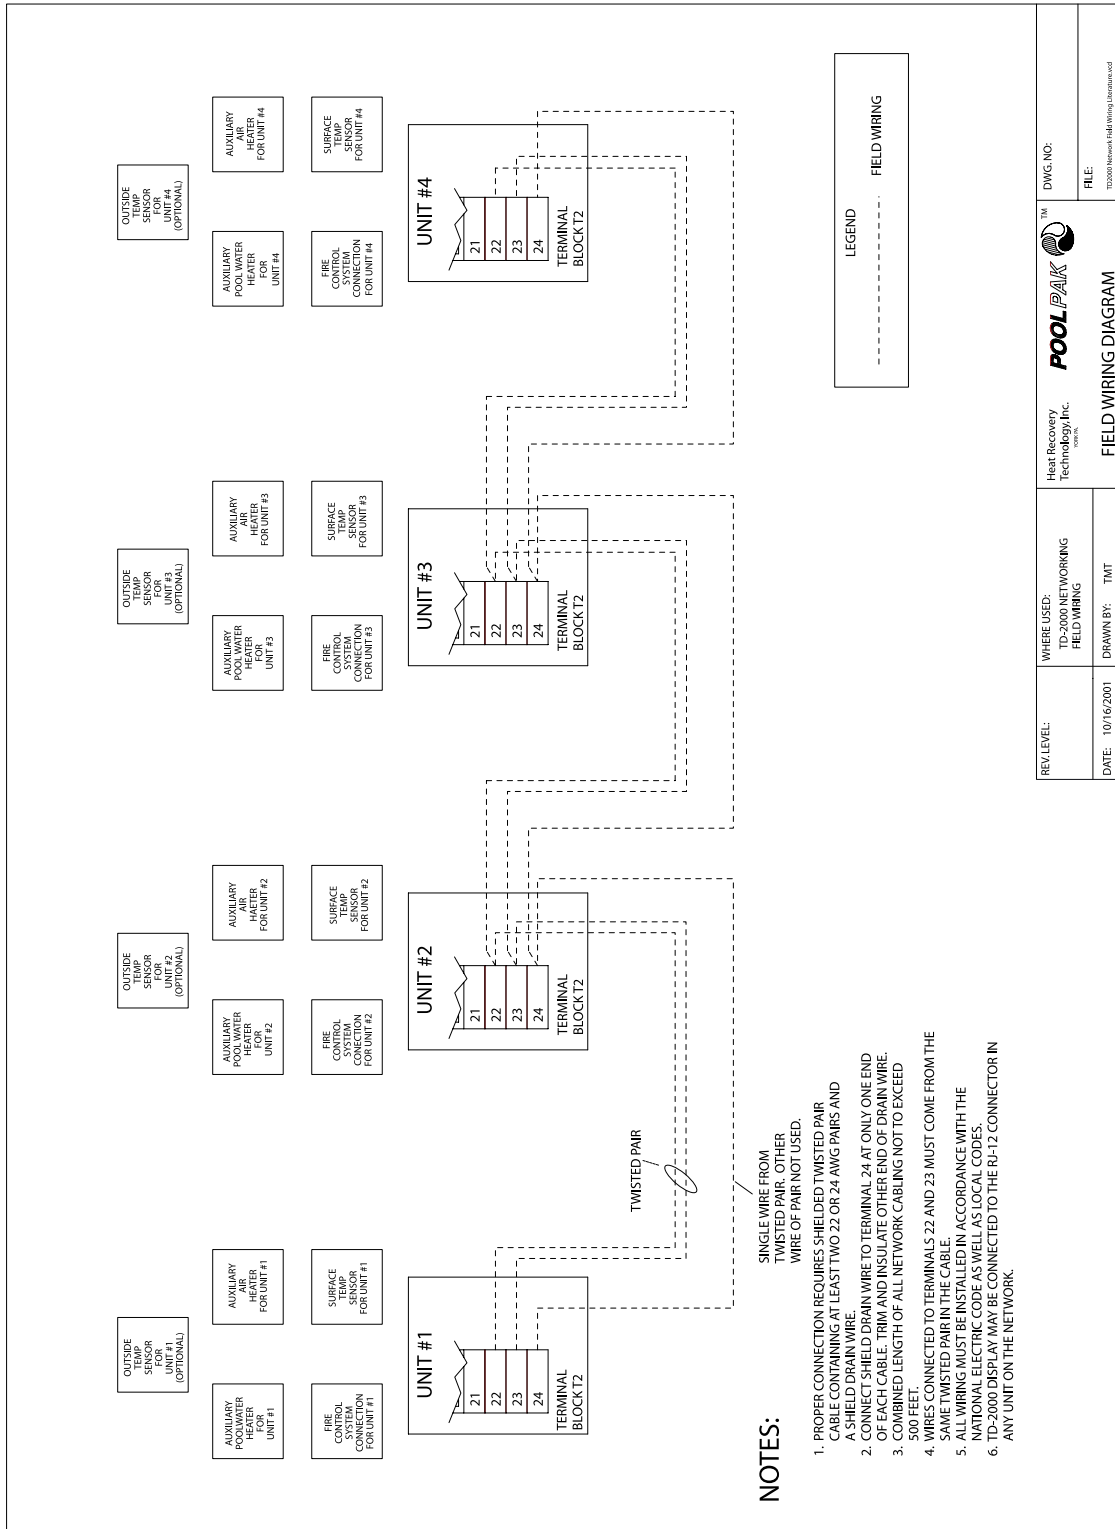 OUTSIDE
TEMP
SENSOR
FOR
UNIT #1
(OPTIONAL)
AUXILIARY
POOLWATER
HEATER
FOR
UNIT #1
AUXILIARY
AIR
HEATER
FOR UNIT #1
FIRE
CONTROL
SYSTEM
CONNECTION
FOR UNIT #1
SURFACE
TEMP
SENSOR
FOR UNIT #1
UNIT #1
21
22
23
24
TERMINAL
BLOCK T2
OUTSIDE
TEMP
SENSOR
FOR
UNIT #2
(OPTIONAL)
AUXILIARY
POOL WATER
HEATER
FOR
UNIT #2
AUXILIARY
AIR
HAETER
FOR UNIT #2
FIRE
CONTROL
SYSTEM
CONECTION
FOR UNIT #2
SURFACE
TEMP
SENSOR
FOR UNIT #2
UNIT #2
21
22
23
24
TERMINAL
BLOCK T2
OUTSIDE
TEMP
SENSOR
FOR
UNIT #3
(OPTIONAL)
AUXILIARY
POOL WATER
HEATER
FOR
UNIT #3
AUXILIARY
AIR
HEATER
FOR UNIT #3
FIRE
CONTROL
SYSTEM
CONNECTION
FOR UNIT #3
SURFACE
TEMP
SENSOR
FOR UNIT #3
UNIT #3
21
22
23
24
TERMINAL
BLOCK T2
OUTSIDE
TEMP
SENSOR
FOR
UNIT #4
(OPTIONAL)
AUXILIARY
POOL WATER
HEATER
FOR
UNIT #4
AUXILIARY
AIR
HEATER
FOR UNIT #4
FIRE
CONTROL
SYSTEM
CONNECTION
FOR UNIT #4
SURFACE
TEMP
SENSOR
FOR UNIT #4
UNIT #4
21
22
23
24
TERMINAL
BLOCK T2
TWISTED PAIR
SINGLE WIRE FROM
TWISTED PAIR. OTHER
WIRE OF PAIR NOT USED.
NOTES:
1. PROPER CONNECTION REQUIRES SHIELDED TWISTED PAIR
CABLE CONTAINING AT LEAST TWO 22 OR 24 AWG PAIRS AND
A SHIELD DRAIN WIRE.
2. CONNECT SHIELD DRAIN WIRE TO TERMINAL 24 AT ONLY ONE END
OF EACH CABLE. TRIM AND INSULATE OTHER END OF DRAIN WIRE.
3. COMBINED LENGTH OF ALL NETWORK CABLING NOT TO EXCEED
500 FEET.
4. WIRES CONNECTED TO TERMINALS 22 AND 23 MUST COME FROM THE
SAME TWISTED PAIR IN THE CABLE.
5. ALL WIRING MUST BE INSTALLED IN ACCORDANCE WITH THE
NATIONAL ELECTRIC CODE AS WELL AS LOCAL CODES.
6. TD-2000 DISPLAY MAY BE CONNECTED TO THE RJ-12 CONNECTOR IN
ANY UNIT ON THE NETWORK.
LEGEND
FIELD WIRING
REV. LEVEL:
DATE: 10/16/2001
WHERE USED:
TD-2000 NETWORKING
FIELD WIRING
DRAWN BY: TMT
Heat Recovery
Technology, Inc.
YORK PA.
POOLPAK TM
FIELD WIRING DIAGRAM
DWG. NO:
FILE:
TD2000 Network Field Wiring Literature.vcd